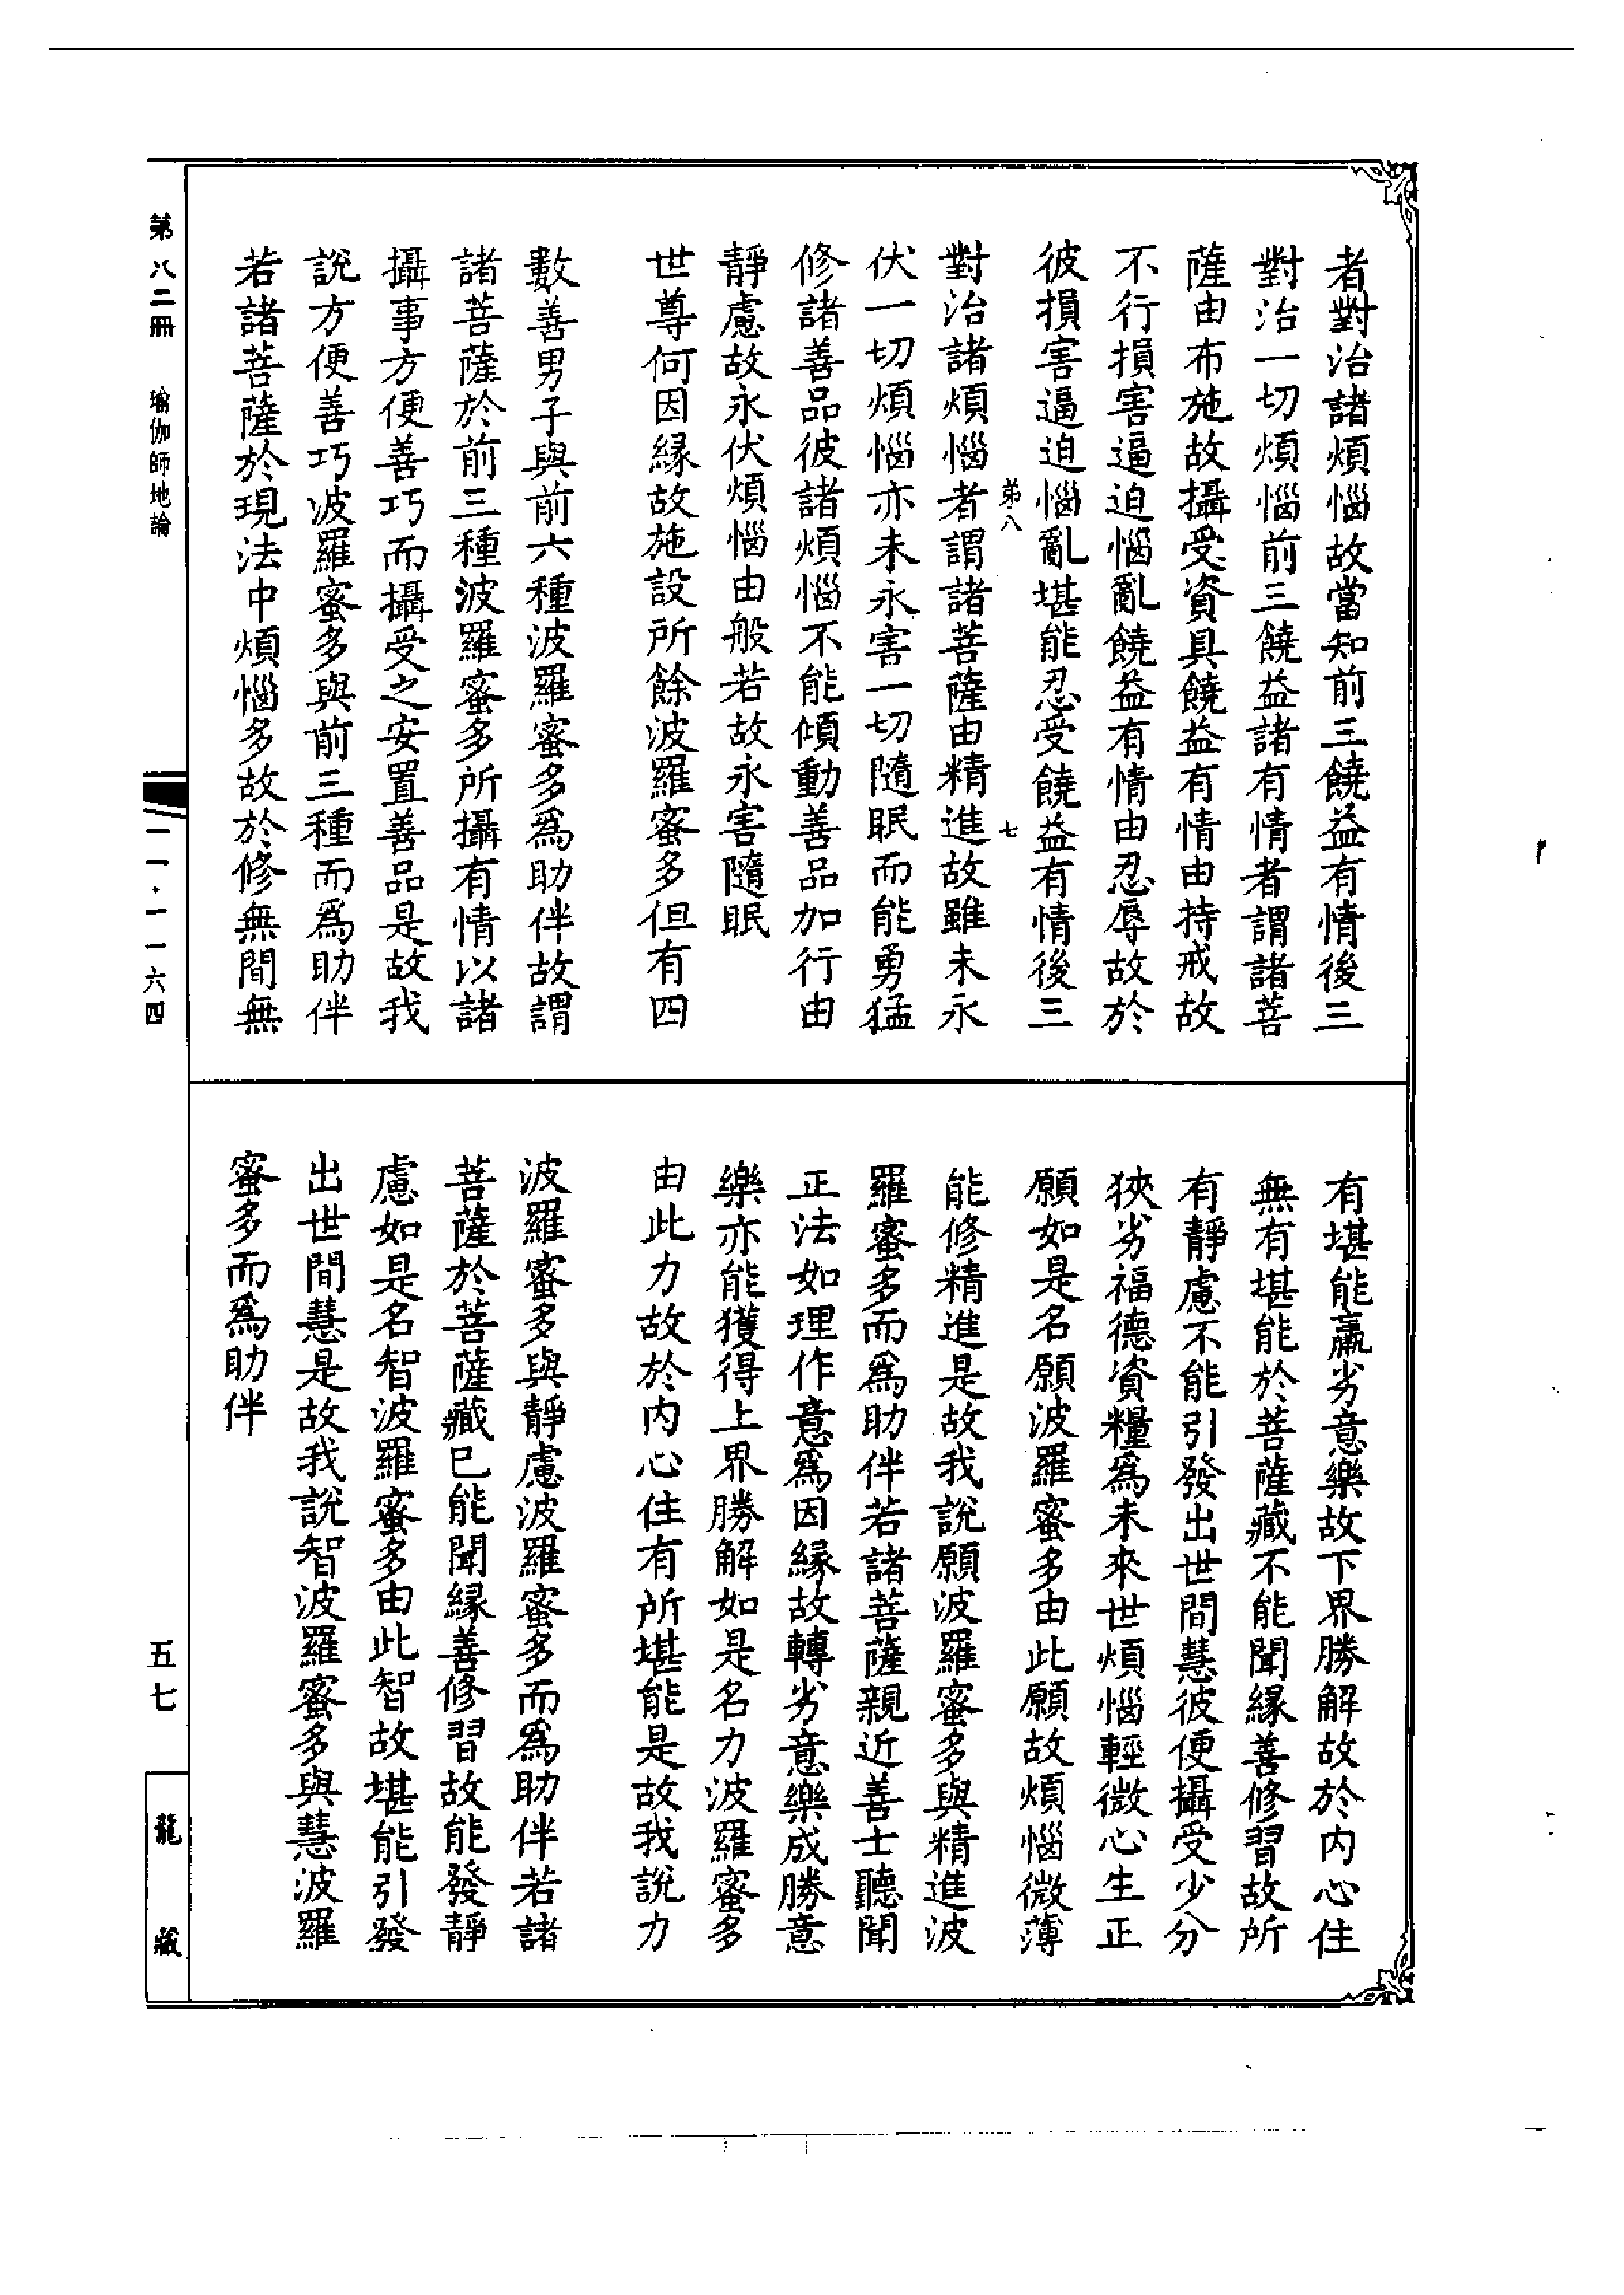 者對治諸煩惱故當知前三饒益有情後三
對治一切煩惱前三饒益諸有情者謂諸菩
薩由布施故攝受資具饒益有情由持戒故
不行損害逼迫惱亂饒益有情由忍辱故於
彼損害逼迫惱亂堪能忍受饒益有情後三
弟八 七
對治諸煩惱者謂諸菩薩由精進故雖未永
伏一切煩惱亦未永害一切隨眠而能勇猛
修諸善品彼諸煩惱不能傾動善品加行由
靜慮故永伏煩惱由般若故永害隨眠
世尊何因緣故施設所餘波羅蜜多但有四
數善男子與前六種波羅蜜多爲助伴故謂
諸菩薩於前三種波羅蜜多所攝有情以諸
攝事方便善巧而攝受之安置善品是故我
說方便善巧波羅蜜多與前三種而爲助伴
若諸菩薩於現法中煩惱多故於修無間無
有堪能羸劣意樂故下界勝解故於內心住
無有堪能於菩薩藏不能聞緣善修習故所
有靜慮不能引發出世間慧彼便攝受少分
狹劣福德資糧爲未來世煩惱輕微心生正
願如是名願波羅蜜多由此願故煩惱微薄
能修精進是故我說願波羅蜜多與精進波
羅蜜多而爲助伴若諸菩薩親近善士聽聞
正法如理作意爲因緣故轉劣意樂成勝意
樂亦能獲得上界勝解如是名力波羅蜜多
由此力故於內心住有所堪能是故我說力
波羅蜜多與靜慮波羅蜜多而爲助伴若諸
菩薩於菩薩藏已能聞緣善修習故能發靜
慮如是名智波羅蜜多由此智故堪能引發
出世間慧是故我說智波羅蜜多與慧波羅
蜜多而爲助伴
第八二冊 瑜伽師地論
一一·一一六四
五七
龍藏